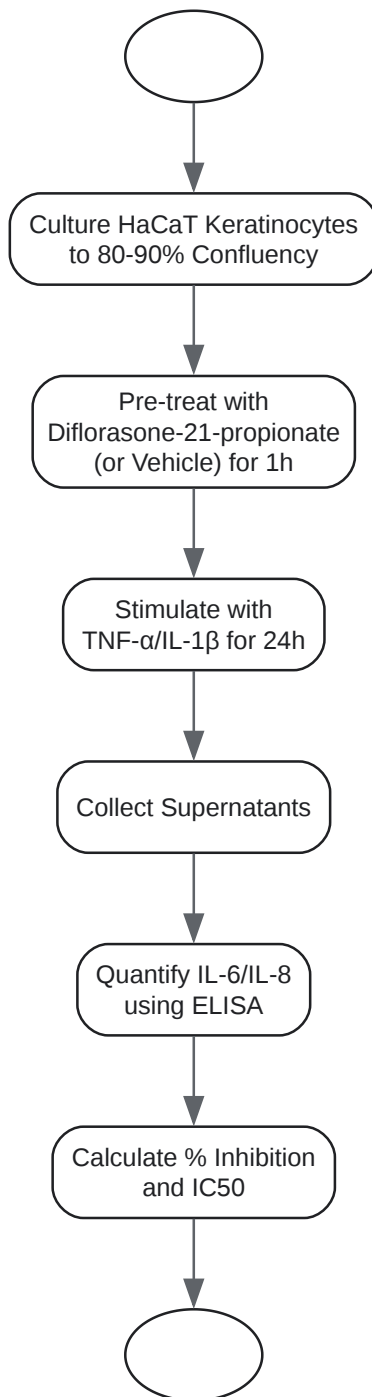 Culture HaCaT Keratinocytes
to 80-90% Confluency
Pre-treat with
Diflorasone-21-propionate
(or Vehicle) for 1h
Stimulate with
TNF-α/IL-1β for 24h
Collect Supernatants
Quantify IL-6/IL-8
using ELISA
Calculate % Inhibition
and IC50